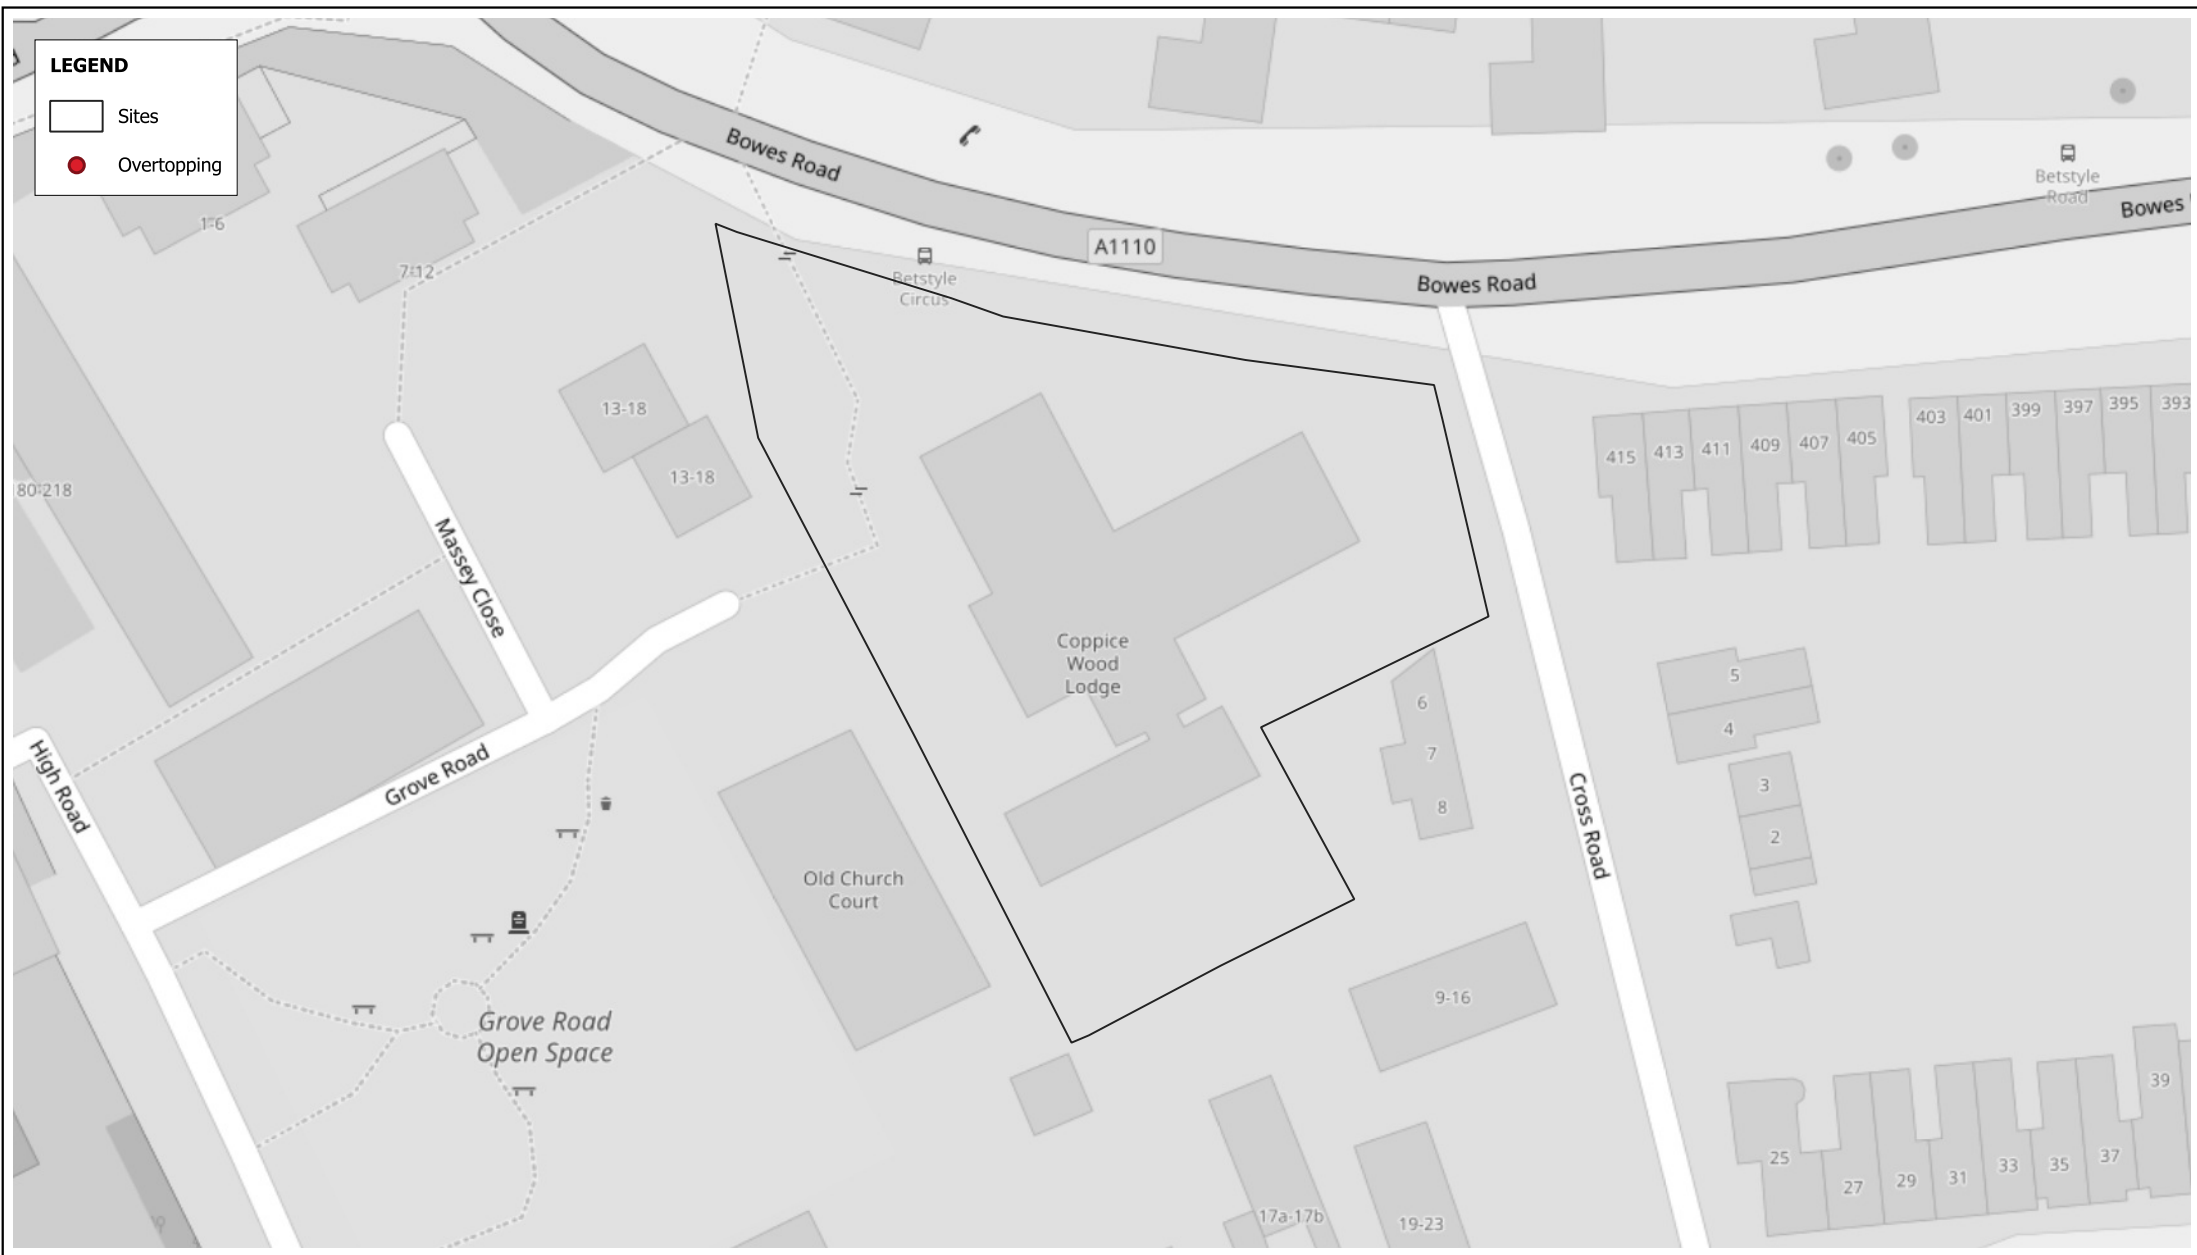 LEGEND
Sites
Overtopping
Bowes Road
A1110
Bowes Road
Betstyle
Road
Bowes
Betstyle
Circus
1-6
7-12
13-18
13-18
80-218
Massey Close
415
413
411
409
407
405
403
401
399
397
395
393
Coppice
Wood
Lodge
6
7
8
5
4
3
2
High Road
Grove Road
Cross Road
Old Church
Court
Grove Road
Open Space
9-16
39
25
27
29
31
33
35
37
17a-17b
19-23